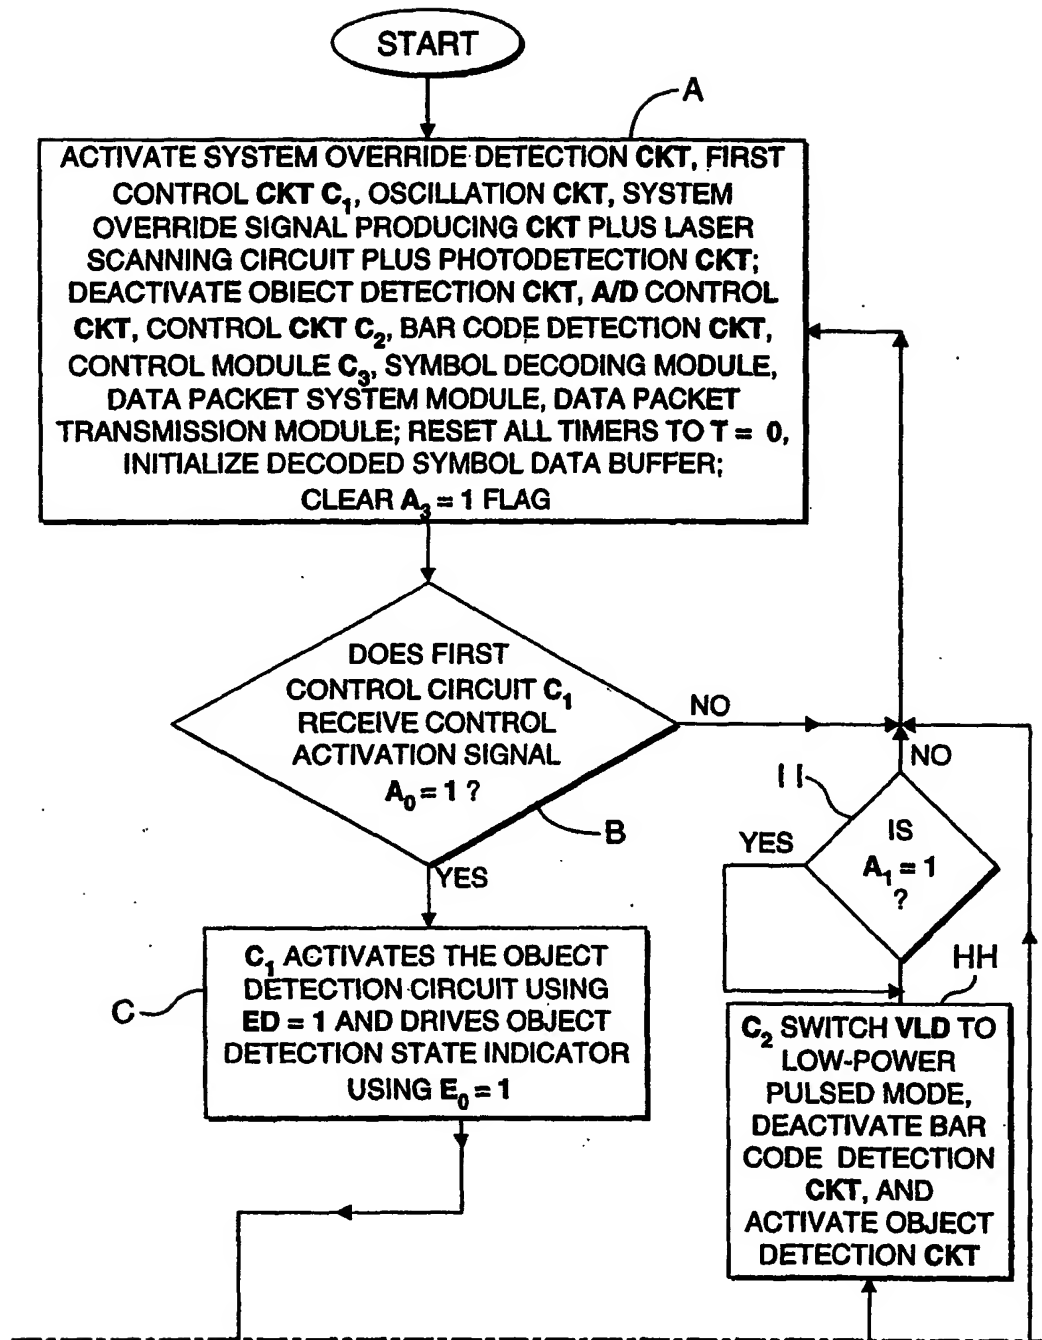 START
A
ACTIVATE SYSTEM OVERRIDE DETECTION CKT, FIRST
CONTROL CKT C₁, OSCILLATION CKT, SYSTEM
OVERRIDE SIGNAL PRODUCING CKT PLUS LASER
SCANNING CIRCUIT PLUS PHOTODETECTION CKT;
DEACTIVATE OBIECT DETECTION CKT, A/D CONTROL
CKT, CONTROL CKT C₂, BAR CODE DETECTION CKT,
CONTROL MODULE C₃, SYMBOL DECODING MODULE,
DATA PACKET SYSTEM MODULE, DATA PACKET
TRANSMISSION MODULE; RESET ALL TIMERS TO T = 0,
INITIALIZE DECODED SYMBOL DATA BUFFER;
CLEAR A₃ = 1 FLAG
DOES FIRST
CONTROL CIRCUIT C₁
RECEIVE CONTROL
ACTIVATION SIGNAL
A₀ = 1 ?
NO
B
YES
C
C₁ ACTIVATES THE OBJECT
DETECTION CIRCUIT USING
ED = 1 AND DRIVES OBJECT
DETECTION STATE INDICATOR
USING E₀ = 1
NO
II
YES
IS
A₁ = 1
?
HH
C₂ SWITCH VLD TO
LOW-POWER
PULSED MODE,
DEACTIVATE BAR
CODE DETECTION
CKT, AND
ACTIVATE OBJECT
DETECTION CKT